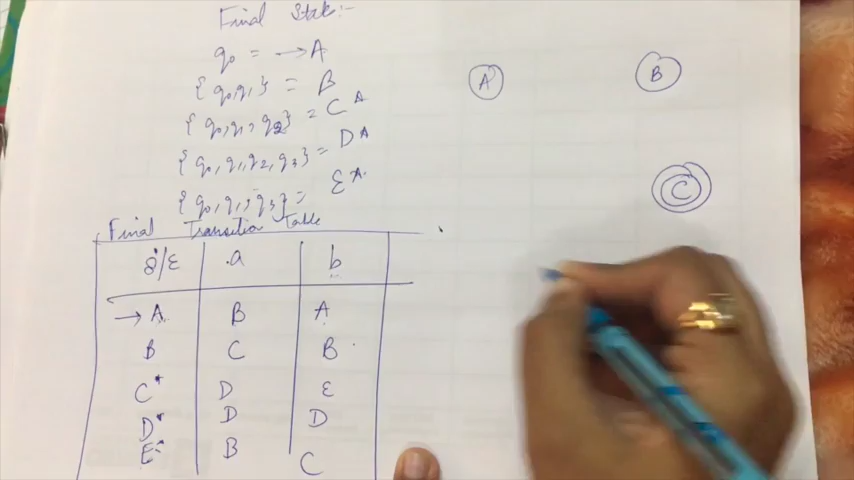 Final State:-
q0 = →A
{q0,q1} = B
{q0,q1,q2} = C*
{q0,q1,q2,q3} = D*
{q0,q1,q3} = E*
Final Transition Table
δ/Σ a b
→A B A
B C B
C* D E
D* D D
E* B C
A
B
C